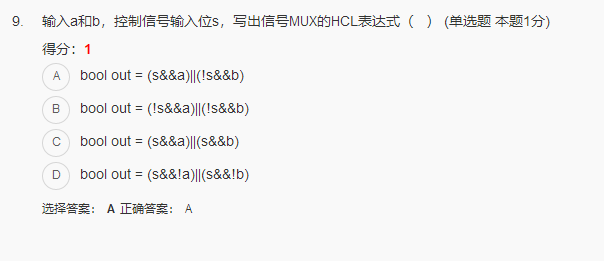 9. 输入a和b，控制信号输入位s，写出信号MUX的HCL表达式（ ） (单选题 本题1分)
得分：1
A bool out = (s&&a)||(!s&&b)
B bool out = (!s&&a)||(!s&&b)
C bool out = (s&&a)||(s&&b)
D bool out = (s&&!a)||(s&&!b)
选择答案： A 正确答案： A